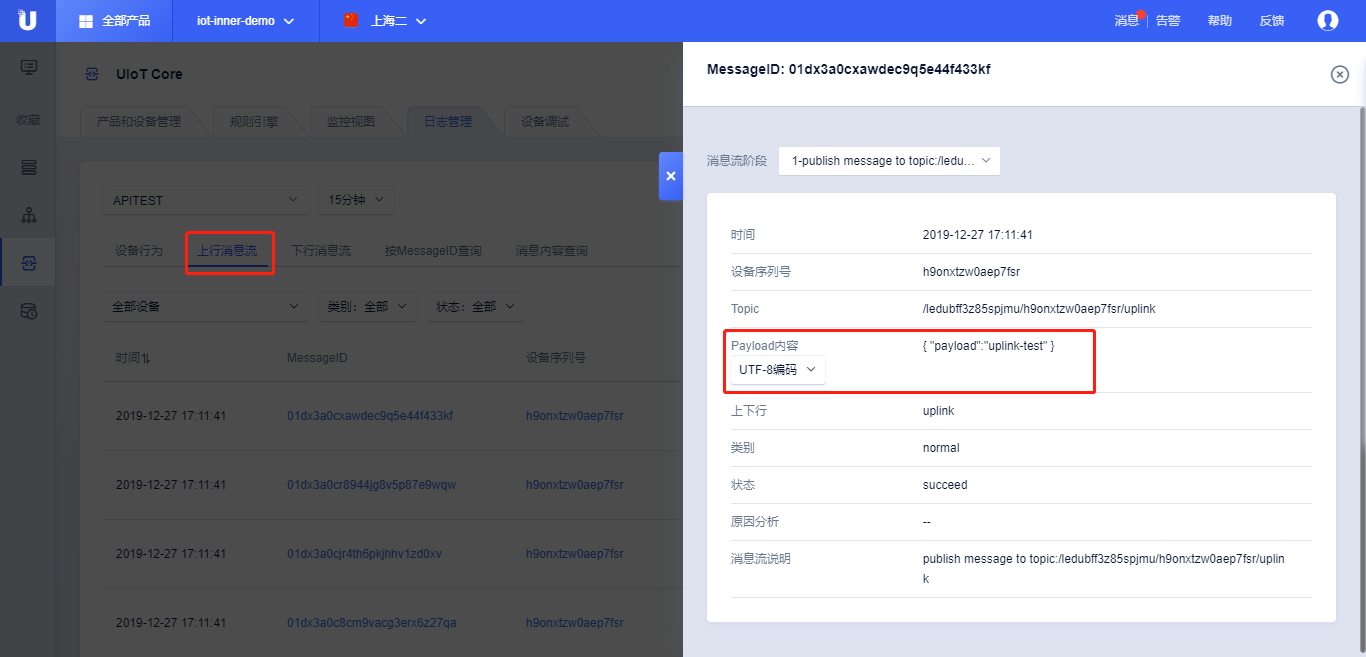 U
全部产品
iot-inner-demo
上海二
消息
告警
帮助
反馈
收藏
UIoT Core
产品和设备管理
规则引擎
监控视图
日志管理
设备调试
APITEST
15分钟
设备行为
上行消息流
下行消息流
按MessageID查询
消息内容查询
全部设备
类别：全部
状态：全部
时间
MessageID
设备序列号
2019-12-27 17:11:41
01dx3a0cxawdec9q5e44f433kf
h9onxtzw0aep7fsr
2019-12-27 17:11:41
01dx3a0cr8944jg8v5p87e9wqw
h9onxtzw0aep7fsr
2019-12-27 17:11:41
01dx3a0cjr4th6pkjhhv1zd0xv
h9onxtzw0aep7fsr
2019-12-27 17:11:41
01dx3a0c8cm9vacg3erx6z27qa
h9onxtzw0aep7fsr
MessageID: 01dx3a0cxawdec9q5e44f433kf
消息流阶段
1-publish message to topic:/ledu...
时间
2019-12-27 17:11:41
设备序列号
h9onxtzw0aep7fsr
Topic
/ledubff3z85spjmu/h9onxtzw0aep7fsr/uplink
Payload内容
{ "payload":"uplink-test" }
UTF-8编码
上下行
uplink
类别
normal
状态
succeed
原因分析
--
消息流说明
publish message to topic:/ledubff3z85spjmu/h9onxtzw0aep7fsr/uplin
k